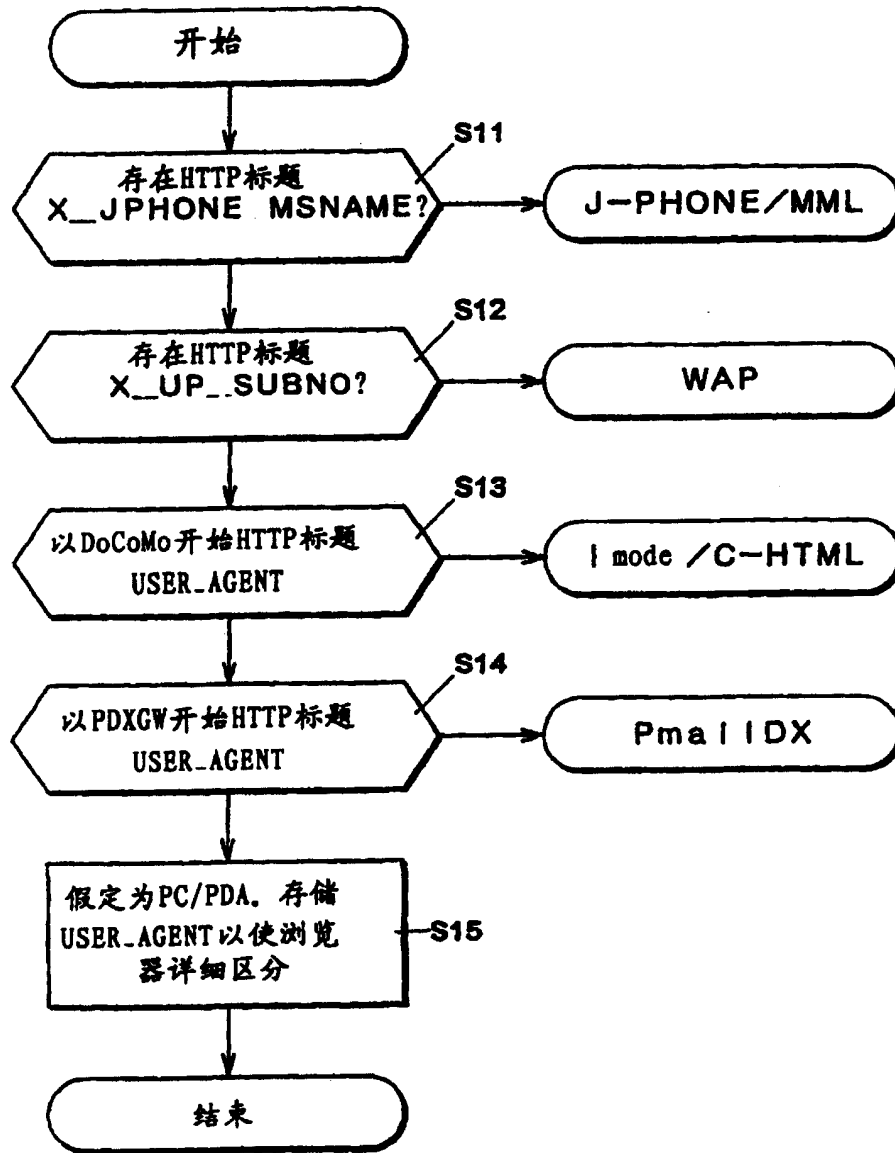 开始
S11
存在HTTP标题
X__JPHONE MSNAME?
J-PHONE/MML
S12
存在HTTP标题
X__UP__SUBNO?
WAP
S13
以DoCoMo开始HTTP标题
USER_AGENT
I mode /C-HTML
S14
以PDXGW开始HTTP标题
USER_AGENT
PmailDX
假定为PC/PDA. 存储
USER_AGENT以使浏览
器详细区分
S15
结束